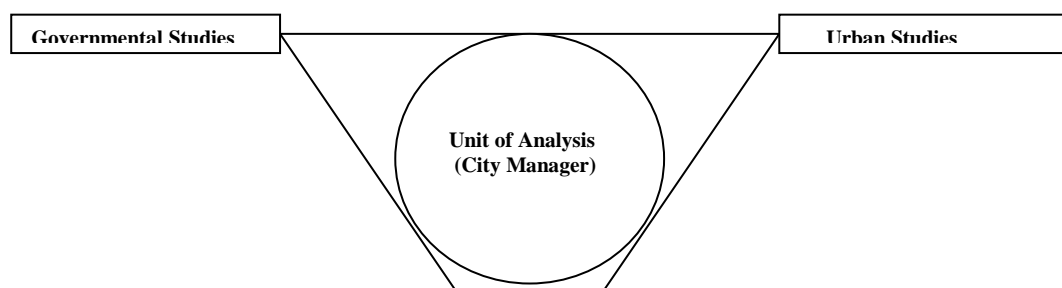 Governmental Studies
Urban Studies
Unit of Analysis
(City Manager)